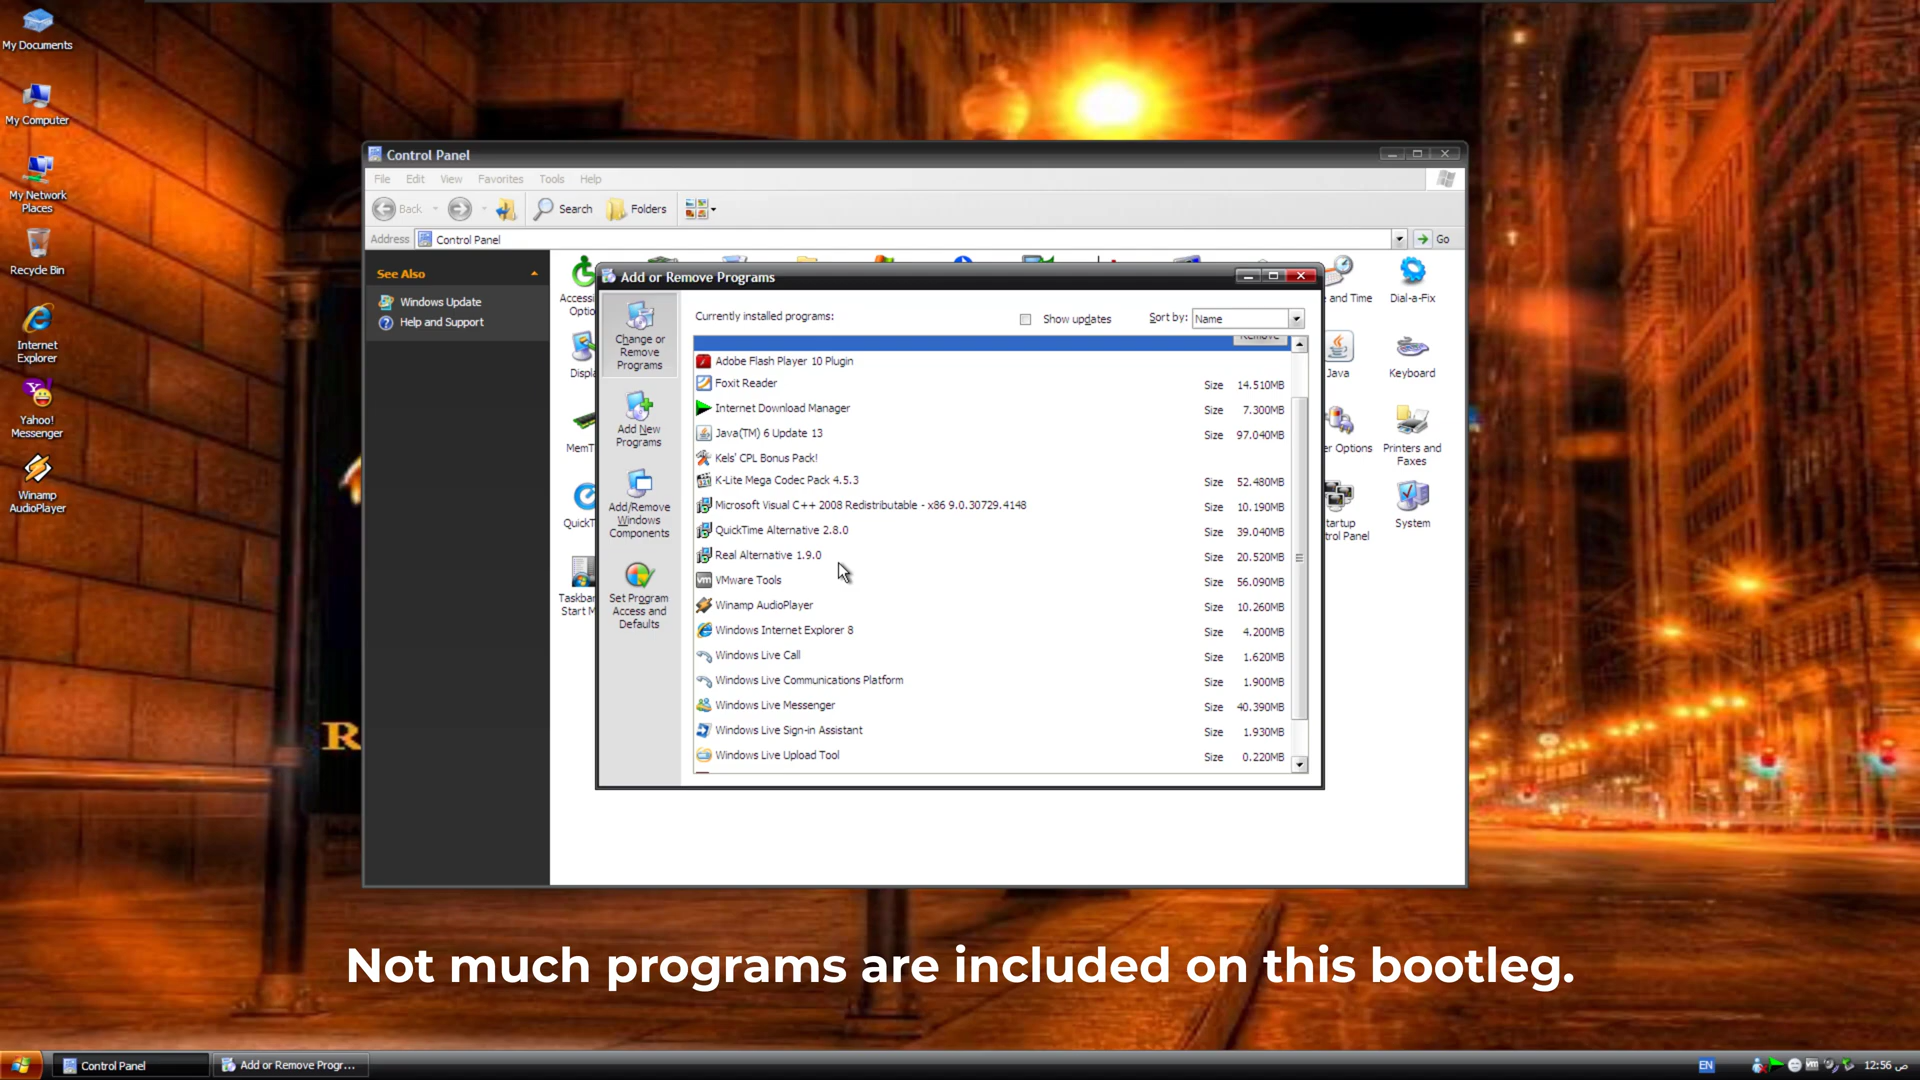 My Documents
My Computer
My Network
Places
Recycle Bin
Internet
Explorer
Yahoo!
Messenger
Winamp
AudioPlayer
Control Panel
File Edit View Favorites Tools Help
Back Search Folders
Address Control Panel Go
See Also
Windows Update
Help and Support
and Time
Dial-a-Fix
Java
Keyboard
er Options
Printers and
Faxes
System
Add or Remove Programs
Change or
Remove
Programs
Add New
Programs
Add/Remove
Windows
Components
Set Program
Access and
Defaults
Currently installed programs: Show updates Sort by: Name
Adobe Flash Player 10 Plugin
Foxit Reader Size 14.510MB
Internet Download Manager Size 7.300MB
Java(TM) 6 Update 13 Size 97.040MB
Kels' CPL Bonus Pack!
K-Lite Mega Codec Pack 4.5.3 Size 52.480MB
Microsoft Visual C++ 2008 Redistributable - x86 9.0.30729.4148 Size 10.190MB
QuickTime Alternative 2.8.0 Size 39.040MB
Real Alternative 1.9.0 Size 20.520MB
VMware Tools Size 56.090MB
Winamp AudioPlayer Size 10.260MB
Windows Internet Explorer 8 Size 4.200MB
Windows Live Call Size 1.620MB
Windows Live Communications Platform Size 1.900MB
Windows Live Messenger Size 40.390MB
Windows Live Sign-in Assistant Size 1.930MB
Windows Live Upload Tool Size 0.220MB
R
Not much programs are included on this bootleg.
Control Panel Add or Remove Progr... EN 12:56 ص